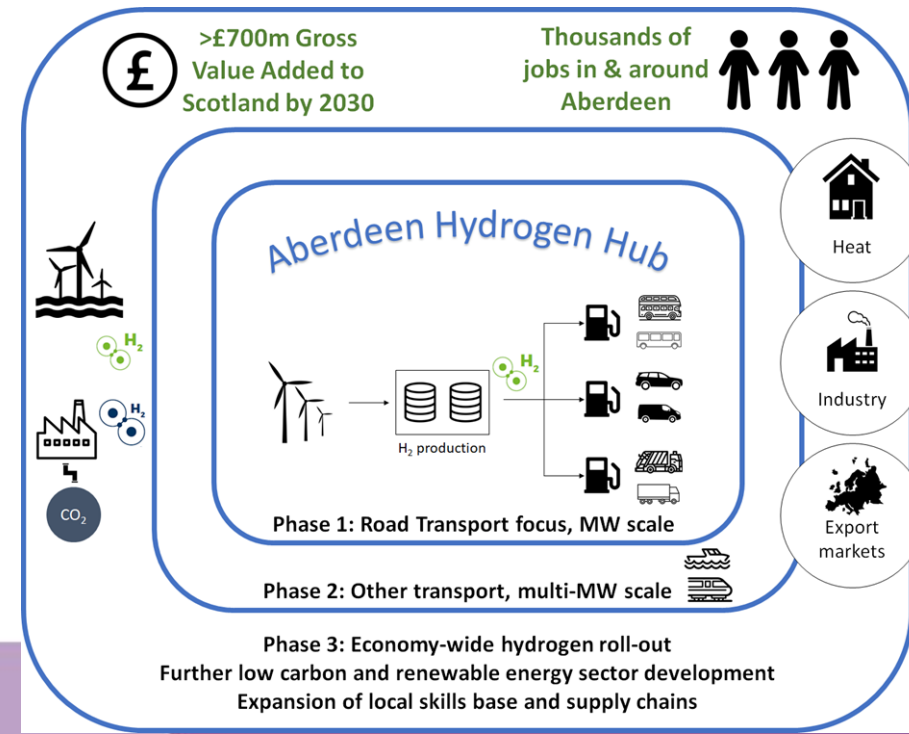 >£700m Gross
Value Added to
Scotland by 2030
£
Thousands of
jobs in & around
Aberdeen
Aberdeen Hydrogen Hub
H₂
H₂
CO₂
H₂ production
H₂
Phase 1: Road Transport focus, MW scale
Phase 2: Other transport, multi-MW scale
Phase 3: Economy-wide hydrogen roll-out
Further low carbon and renewable energy sector development
Expansion of local skills base and supply chains
Heat
Industry
Export
markets